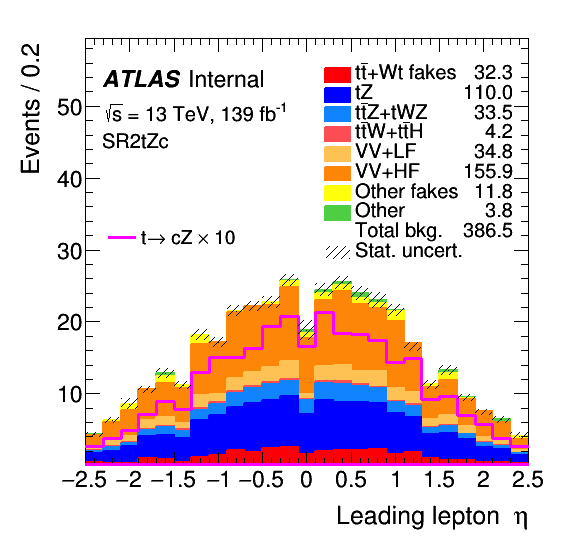 Events / 0.2
ATLAS Internal
√s = 13 TeV, 139 fb⁻¹
SR2tZc
t→ cZ × 10
tt̄+Wt fakes 32.3
tZ 110.0
tt̄Z+tWZ 33.5
tt̄W+tt̄H 4.2
VV+LF 34.8
VV+HF 155.9
Other fakes 11.8
Other 3.8
Total bkg. 386.5
Stat. uncert.
50
40
30
20
10
−2.5 −2 −1.5 −1 −0.5 0 0.5 1 1.5 2 2.5
Leading lepton η